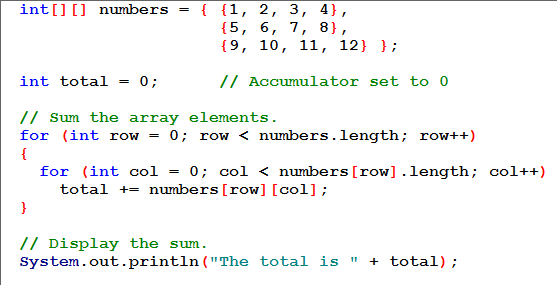 int[][] numbers = { {1, 2, 3, 4},
{5, 6, 7, 8},
{9, 10, 11, 12} };
int total = 0; // Accumulator set to 0
// Sum the array elements.
for (int row = 0; row < numbers.length; row++)
{
for (int col = 0; col < numbers[row].length; col++)
total += numbers[row][col];
}
// Display the sum.
System.out.println("The total is " + total);